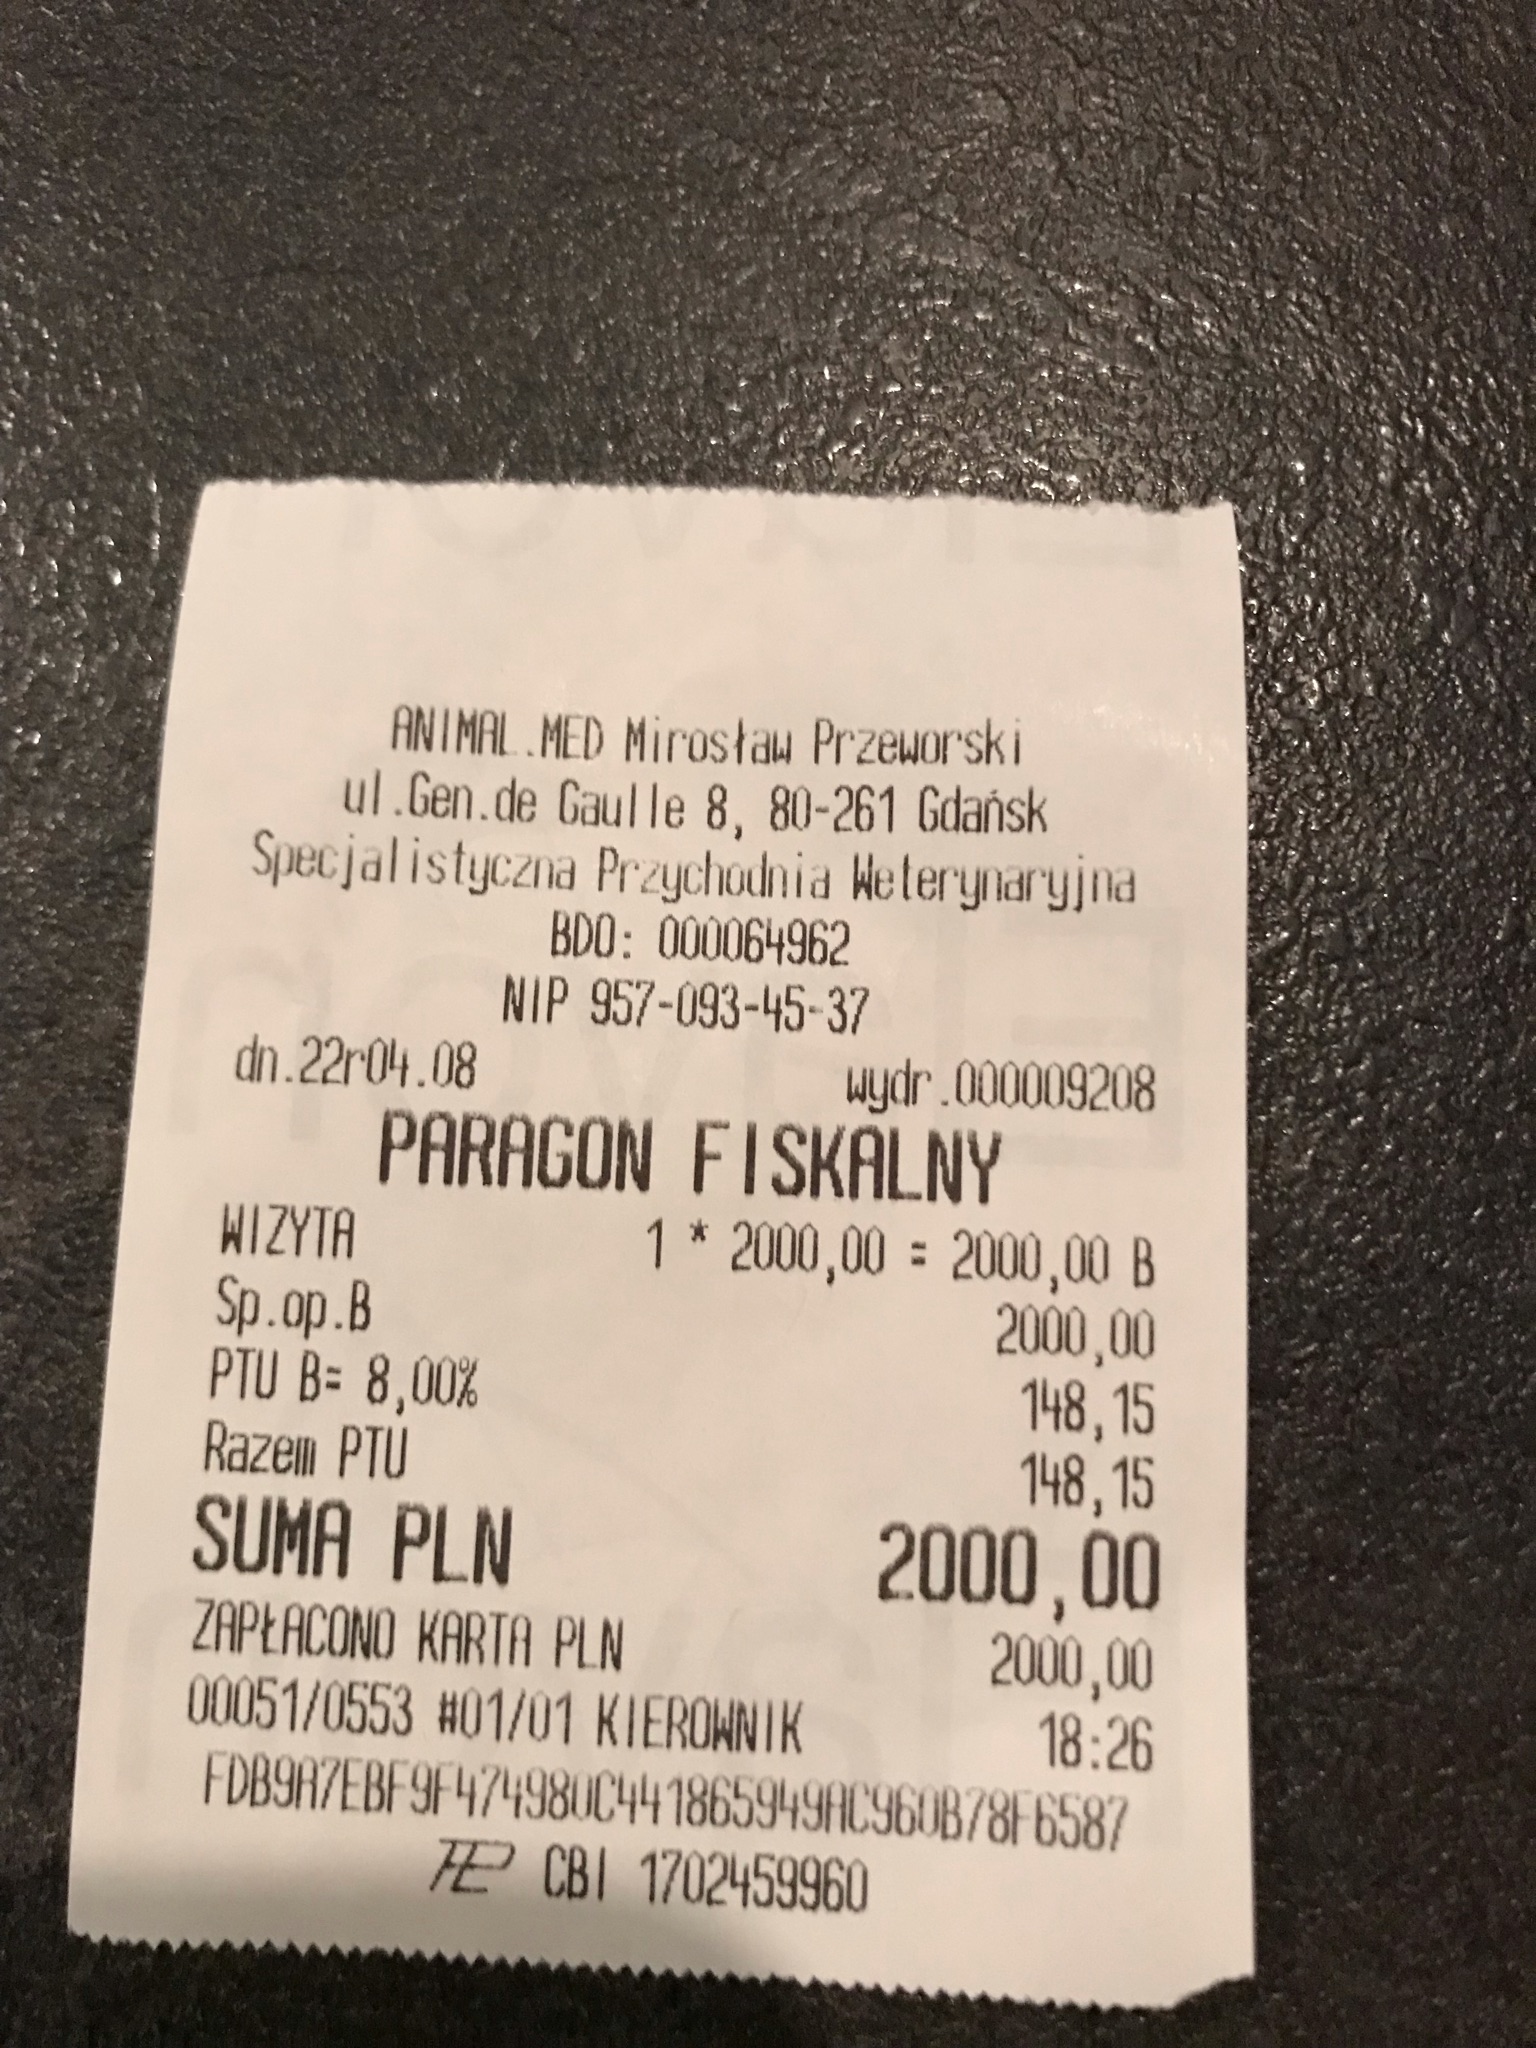 ANIMAL.MED Mirosław Przeworski
ul.Gen.de Gaulle 8, 80-261 Gdańsk
Specjalistyczna Przychodnia Weterynaryjna
BDO: 000064962
NIP 957-093-45-37
dn.22r04.08 wydr.000009208
PARAGON FISKALNY
WIZYTA 1 * 2000,00 = 2000,00 B
Sp.op.B 2000,00
PTU B= 8,00% 148,15
Razem PTU 148,15
SUMA PLN 2000,00
ZAPŁACONO KARTA PLN 2000,00
00051/0553 #01/01 KIEROWNIK 18:26
FDB9A7EBF9F474980C441865949AC960B78F6587
CBI 1702459960